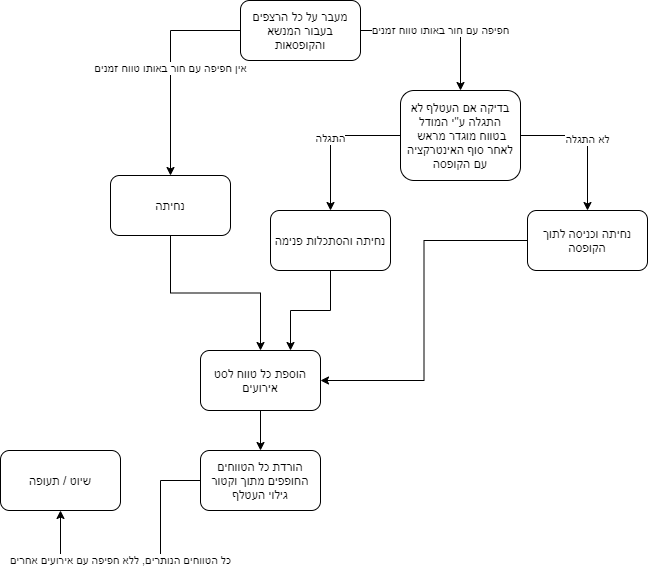 מעבר על כל הרצפים
בעבור המנשא
והקופסאות
חפיפה עם חור באותו טווח זמנים
אין חפיפה עם חור באותו טווח זמנים
בדיקה אם העטלף לא
התגלה ע"י המודל
בטווח מוגדר מראש
לאחר סוף האינטרקציה
עם הקופסה
התגלה
לא התגלה
נחיתה
נחיתה והסתכלות פנימה
נחיתה וכניסה לתוך
הקופסה
הוספת כל טווח לסט
אירועים
הורדת כל הטווחים
החופפים מתוך וקטור
גילוי העטלף
שיוט / תעופה
כל הטווחים הנותרים, ללא חפיפה עם אירועים אחרים